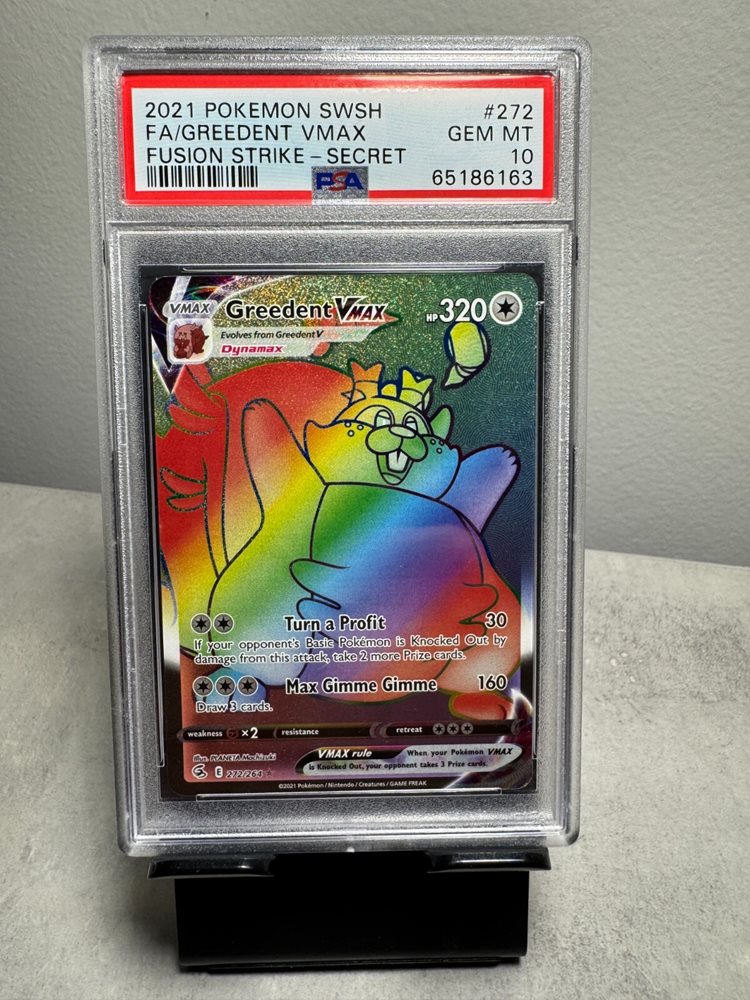 2021 POKEMON SWSH #272
FA/GREEDENT VMAX GEM MT
FUSION STRIKE - SECRET 10
PSA 65186163
VMAX Greedent VMAX HP 320
Evolves from Greedent V
Dynamax
Turn a Profit 30
If your opponent's Basic Pokémon is Knocked Out by
damage from this attack, take 2 more Prize cards.
Max Gimme Gimme 160
Draw 3 cards.
weakness ×2 resistance retreat
Illus. PLANETA Mochizuki
VMAX rule When your Pokémon VMAX
is Knocked Out, your opponent takes 3 Prize cards.
E 272/264
©2021 Pokémon / Nintendo / Creatures / GAME FREAK